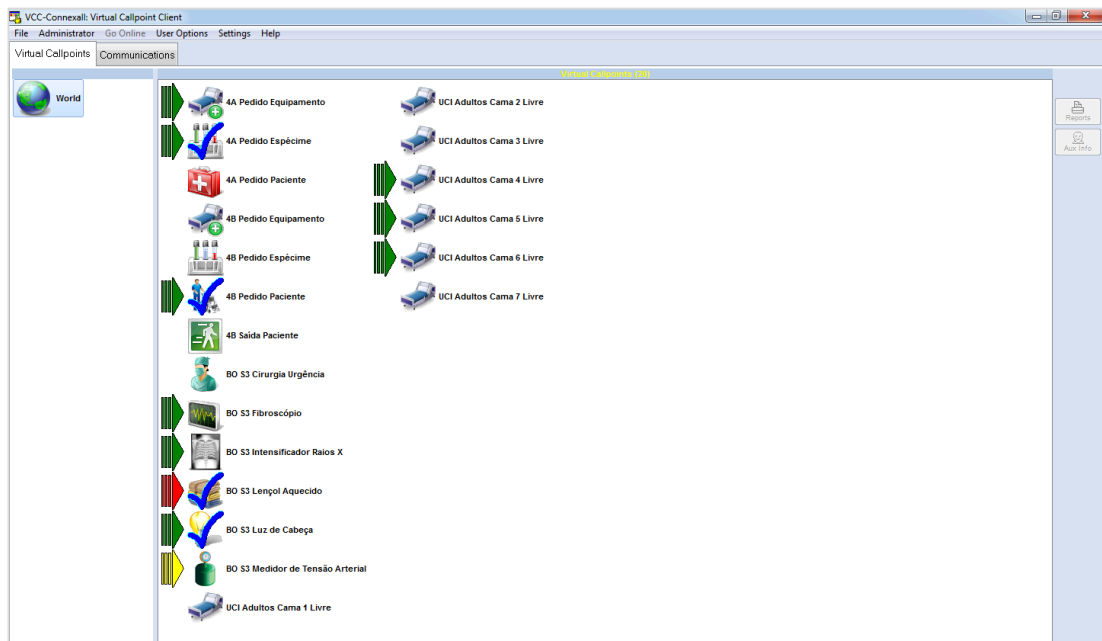 VCC-Connexall: Virtual Callpoint Client
File Administrator Go Online User Options Settings Help
Virtual Callpoints Communications
Virtual Callpoints (20)
World
Reports
Aux Info
4A Pedido Equipamento
4A Pedido Espécime
4A Pedido Paciente
4B Pedido Equipamento
4B Pedido Espécime
4B Pedido Paciente
4B Saída Paciente
BO S3 Cirurgia Urgência
BO S3 Fibroscópio
BO S3 Intensificador Raios X
BO S3 Lençol Aquecido
BO S3 Luz de Cabeça
BO S3 Medidor de Tensão Arterial
UCI Adultos Cama 1 Livre
UCI Adultos Cama 2 Livre
UCI Adultos Cama 3 Livre
UCI Adultos Cama 4 Livre
UCI Adultos Cama 5 Livre
UCI Adultos Cama 6 Livre
UCI Adultos Cama 7 Livre